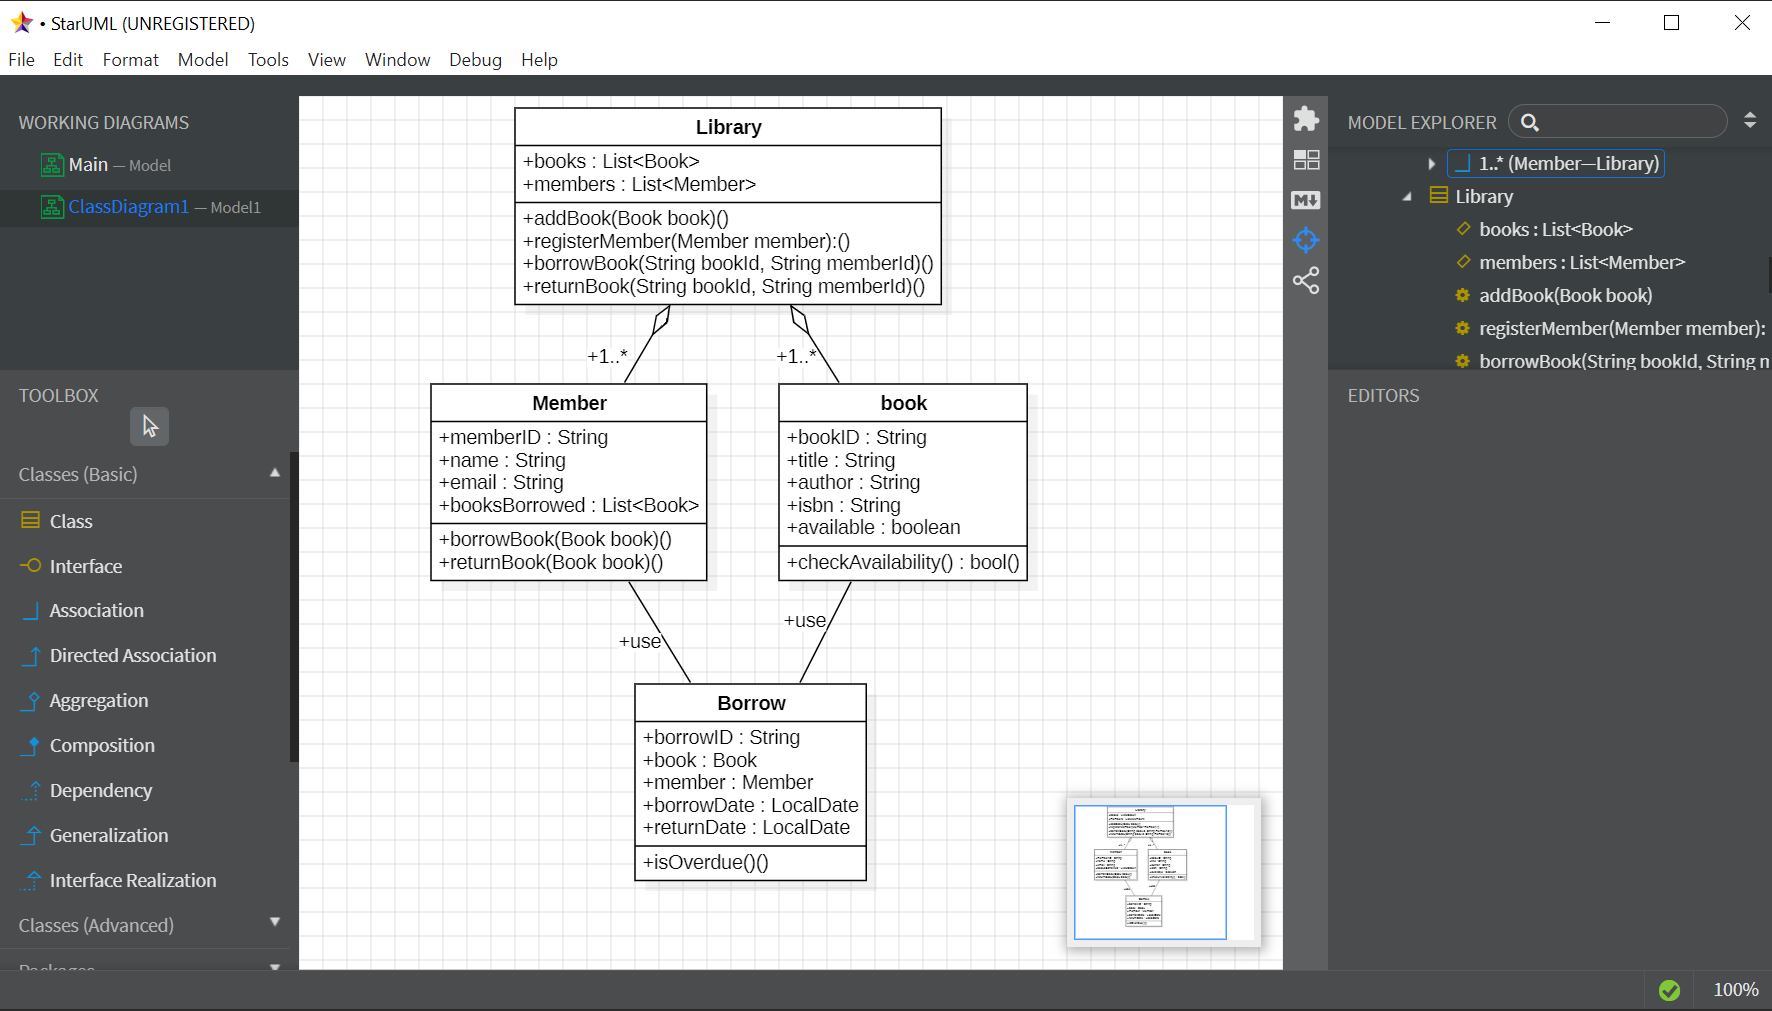 • StarUML (UNREGISTERED)
File Edit Format Model Tools View Window Debug Help
WORKING DIAGRAMS
Main — Model
ClassDiagram1 — Model1
TOOLBOX
Classes (Basic)
Class
Interface
Association
Directed Association
Aggregation
Composition
Dependency
Generalization
Interface Realization
Classes (Advanced)
Packages
Library
+books : List<Book>
+members : List<Member>
+addBook(Book book)()
+registerMember(Member member):()
+borrowBook(String bookId, String memberId)()
+returnBook(String bookId, String memberId)()
+1..*
+1..*
Member
+memberID : String
+name : String
+email : String
+booksBorrowed : List<Book>
+borrowBook(Book book)()
+returnBook(Book book)()
book
+bookID : String
+title : String
+author : String
+isbn : String
+available : boolean
+checkAvailability() : bool()
+use
+use
Borrow
+borrowID : String
+book : Book
+member : Member
+borrowDate : LocalDate
+returnDate : LocalDate
+isOverdue()()
M
MODEL EXPLORER
1..* (Member—Library)
Library
books : List<Book>
members : List<Member>
addBook(Book book)
registerMember(Member member):
borrowBook(String bookId, String n
EDITORS
100%